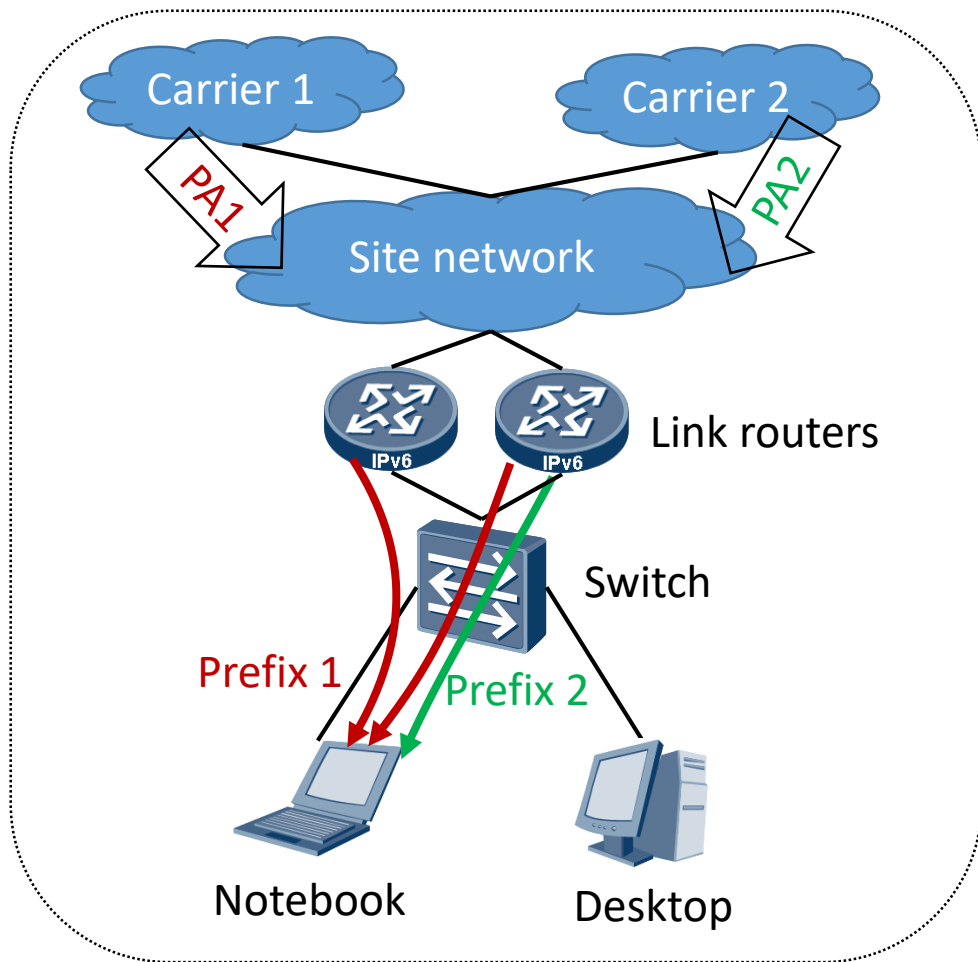 Carrier 1
Carrier 2
PA1
PA2
Site network
IPv6
IPv6
Link routers
Switch
Prefix 1
Prefix 2
Notebook
Desktop